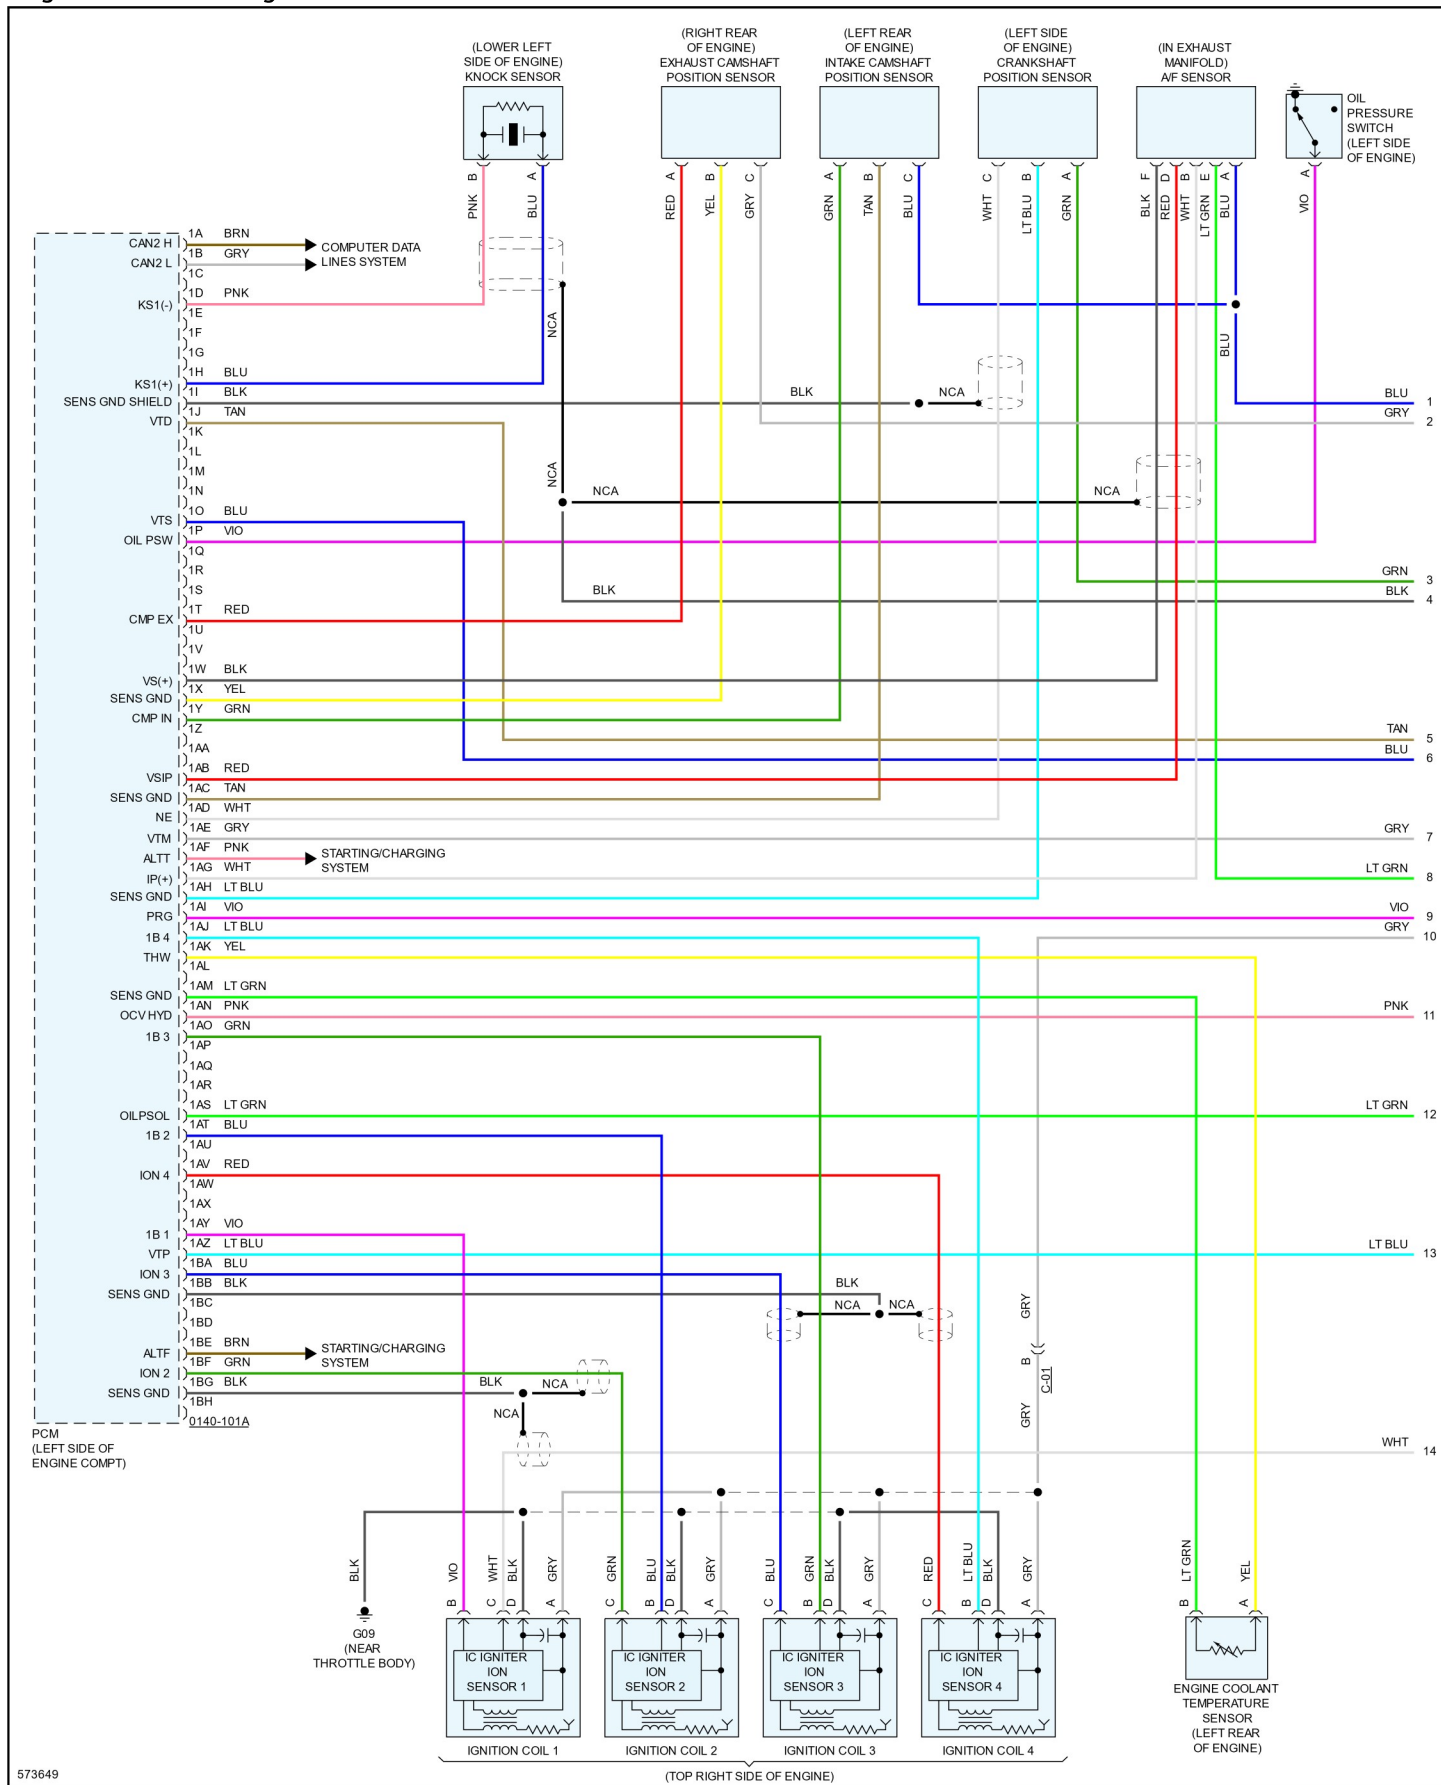 (LOWER LEFT
SIDE OF ENGINE)
KNOCK SENSOR
(RIGHT REAR
OF ENGINE)
EXHAUST CAMSHAFT
POSITION SENSOR
(LEFT REAR
OF ENGINE)
INTAKE CAMSHAFT
POSITION SENSOR
(LEFT SIDE
OF ENGINE)
CRANKSHAFT
POSITION SENSOR
(IN EXHAUST
MANIFOLD)
A/F SENSOR
OIL
PRESSURE
SWITCH
(LEFT SIDE
OF ENGINE)
B
A
A
B
C
A
B
C
C
B
A
F
D
B
E
A
A
PNK
BLU
RED
YEL
GRY
GRN
TAN
BLU
WHT
LT BLU
GRN
BLK
RED
WHT
LT GRN
BLU
VIO
CAN2 H 1A BRN
COMPUTER DATA
LINES SYSTEM
CAN2 L 1B GRY
1C
KS1(-) 1D PNK
1E
1F
1G
KS1(+) 1H BLU
SENS GND SHIELD 1I BLK
VTD 1J TAN
1K
1L
1M
1N
VTS 1O BLU
OIL PSW 1P VIO
1Q
1R
1S
CMP EX 1T RED
1U
1V
VS(+) 1W BLK
SENS GND 1X YEL
CMP IN 1Y GRN
1Z
1AA
VSIP 1AB RED
SENS GND 1AC TAN
NE 1AD WHT
VTM 1AE GRY
ALTT 1AF PNK
STARTING/CHARGING
SYSTEM
IP(+) 1AG WHT
SENS GND 1AH LT BLU
PRG 1AI VIO
1B 4 1AJ LT BLU
THW 1AK YEL
1AL
SENS GND 1AM LT GRN
OCV HYD 1AN PNK
1B 3 1AO GRN
1AP
1AQ
1AR
OILPSOL 1AS LT GRN
1B 2 1AT BLU
1AU
ION 4 1AV RED
1AW
1AX
1B 1 1AY VIO
VTP 1AZ LT BLU
ION 3 1BA BLU
SENS GND 1BB BLK
1BC
1BD
ALTF 1BE BRN
STARTING/CHARGING
SYSTEM
ION 2 1BF GRN
SENS GND 1BG BLK
1BH
0140-101A
PCM
(LEFT SIDE OF
ENGINE COMPT)
NCA
BLU
BLK
NCA
NCA
NCA
NCA
BLK
BLU 1
GRY 2
GRN 3
BLK 4
TAN 5
BLU 6
GRY 7
LT GRN 8
VIO 9
GRY 10
PNK 11
LT GRN 12
LT BLU 13
WHT 14
BLK
NCA
NCA
GRY
B
C-01
GRY
BLK
NCA
NCA
BLK
G09
(NEAR
THROTTLE BODY)
VIO
WHT
BLK
GRY
GRN
BLU
BLK
GRY
BLU
GRN
BLK
GRY
RED
LT BLU
BLK
GRY
LT GRN
YEL
B
C
D
A
C
B
D
A
C
B
D
A
C
B
D
A
B
A
IC IGNITER
ION
SENSOR 1
IC IGNITER
ION
SENSOR 2
IC IGNITER
ION
SENSOR 3
IC IGNITER
ION
SENSOR 4
IGNITION COIL 1
IGNITION COIL 2
IGNITION COIL 3
IGNITION COIL 4
(TOP RIGHT SIDE OF ENGINE)
ENGINE COOLANT
TEMPERATURE
SENSOR
(LEFT REAR
OF ENGINE)
573649